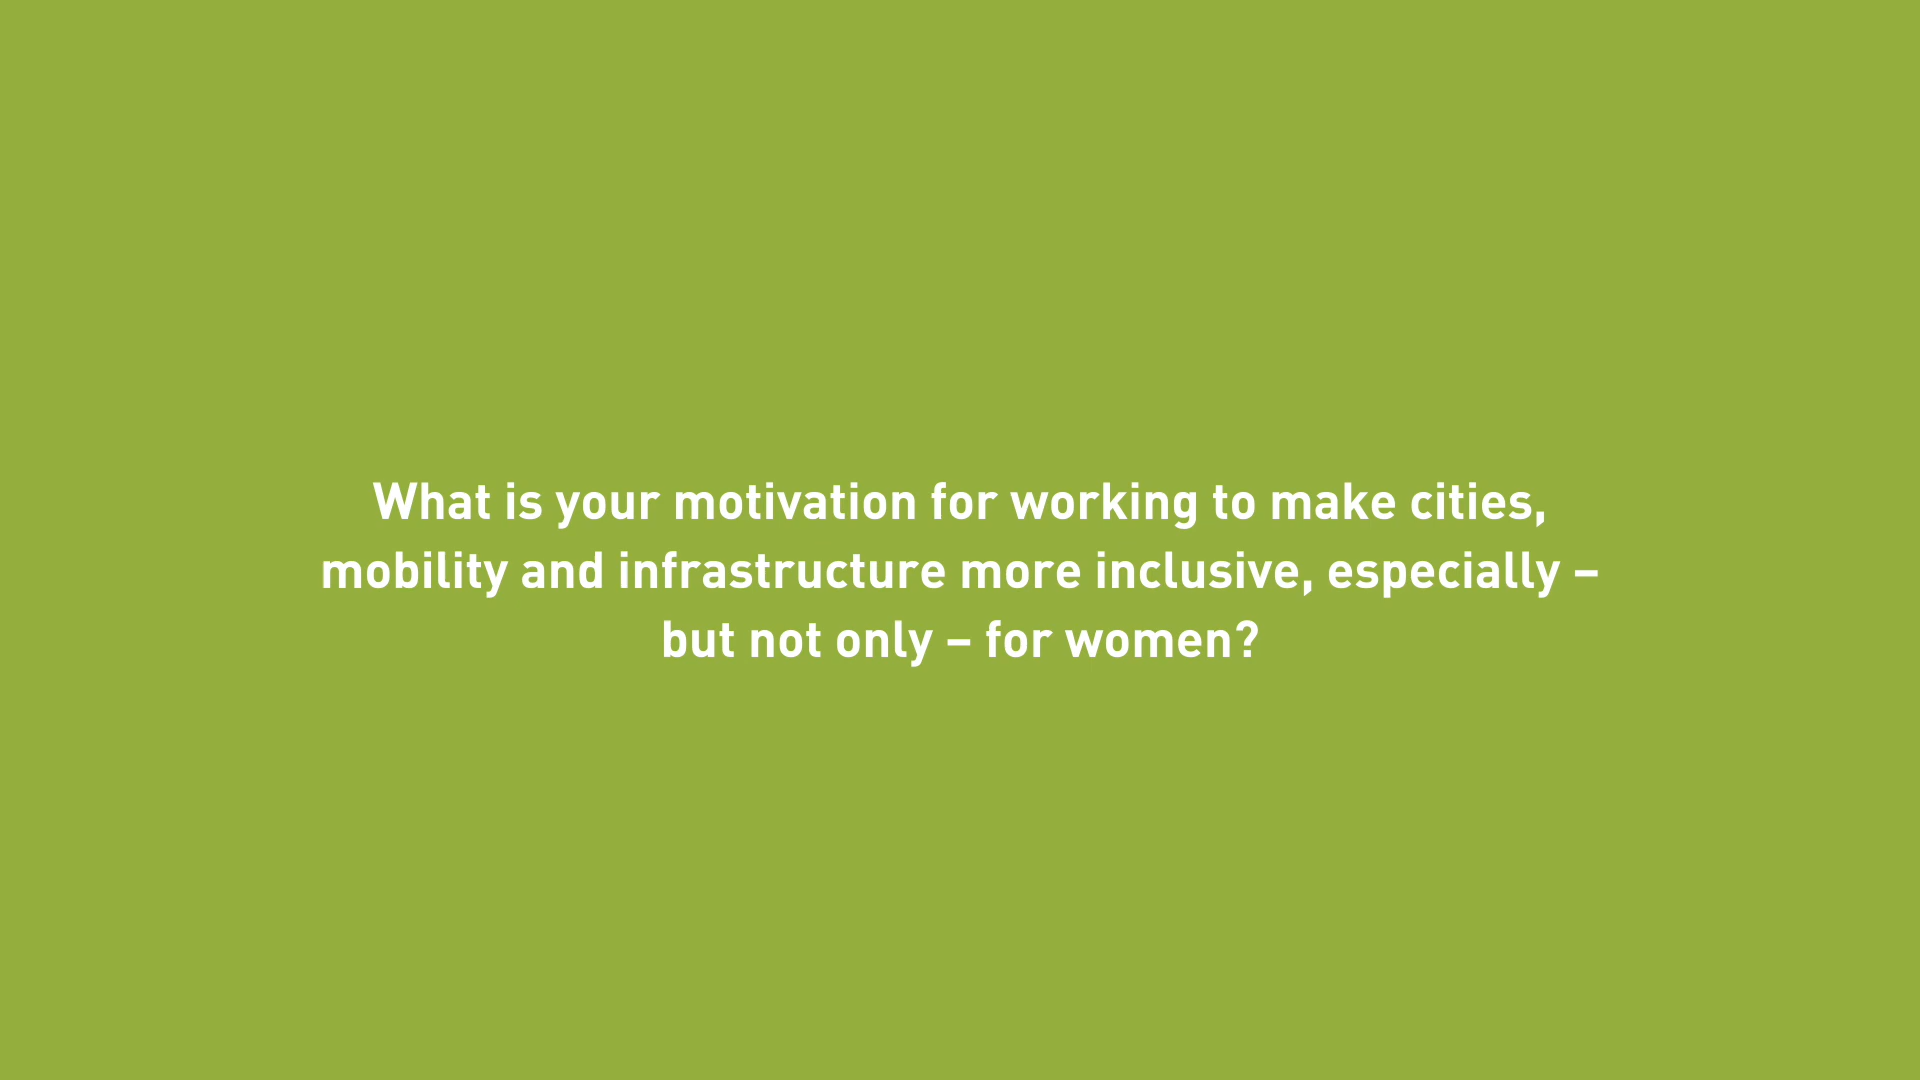 What is your motivation for working to make cities,
mobility and infrastructure more inclusive, especially –
but not only – for women?